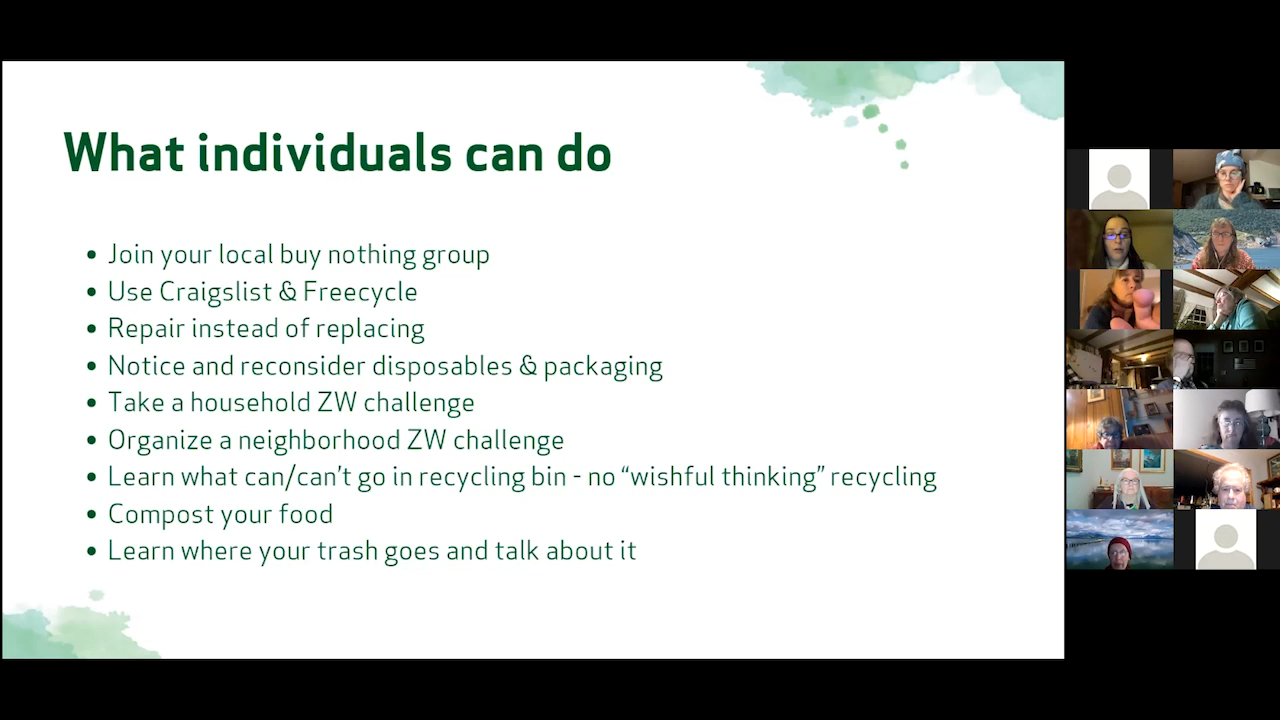 What individuals can do
• Join your local buy nothing group
• Use Craigslist & Freecycle
• Repair instead of replacing
• Notice and reconsider disposables & packaging
• Take a household ZW challenge
• Organize a neighborhood ZW challenge
• Learn what can/can't go in recycling bin - no “wishful thinking” recycling
• Compost your food
• Learn where your trash goes and talk about it